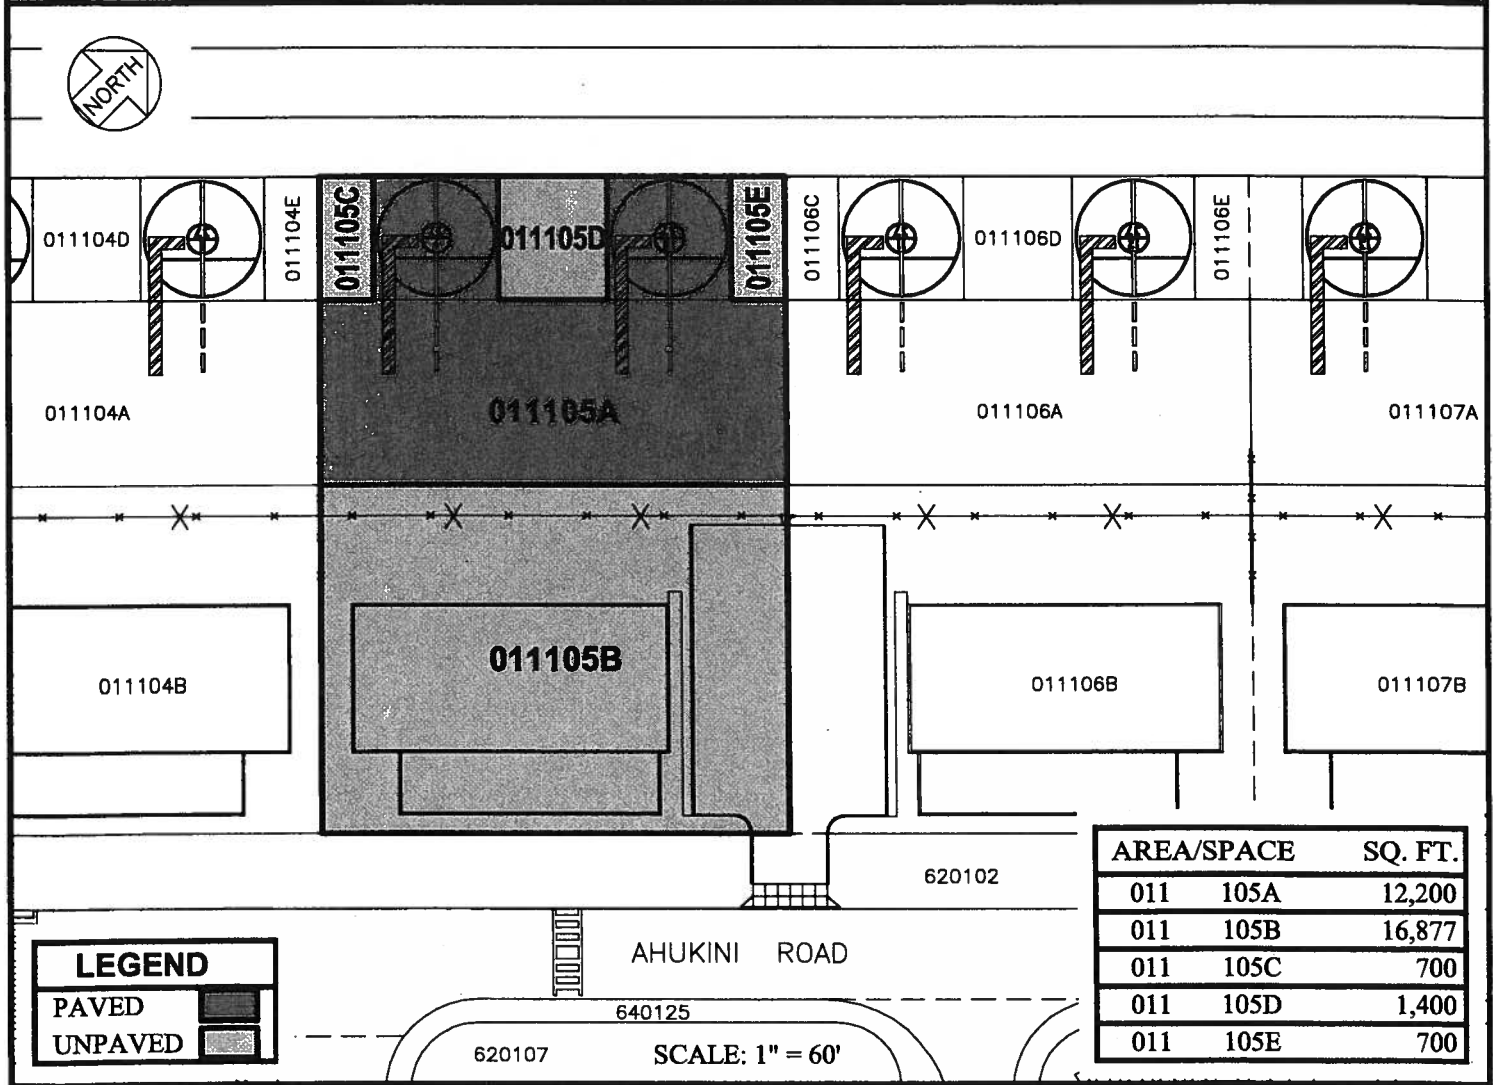 NORTH
011104D
011104E
011105C
011105D
011105E
011106C
011106D
011106E
011104A
011105A
011106A
011107A
011104B
011105B
011106B
011107B
620102
AHUKINI ROAD
640125
620107
SCALE: 1" = 60'
LEGEND
PAVED
UNPAVED
AREA/SPACE SQ. FT.
011 105A 12,200
011 105B 16,877
011 105C 700
011 105D 1,400
011 105E 700